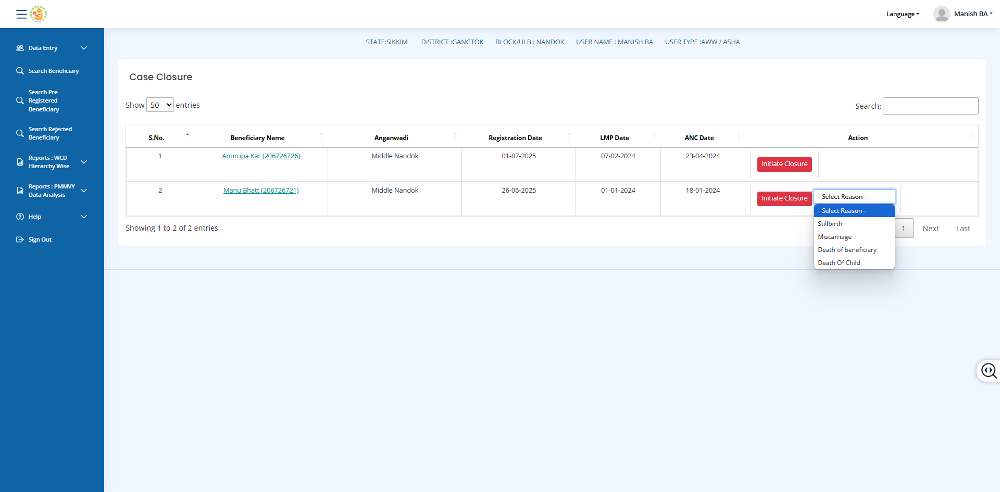 Language
Manish BA
Data Entry
Search Beneficiary
Search Pre-
Registered
Beneficiary
Search Rejected
Beneficiary
Reports : WCD
Hierarchy Wise
Reports : PMMVY
Data Analysis
Help
Sign Out
STATE:SIKKIM DISTRICT :GANGTOK BLOCK/ULB : NANDOK USER NAME : MANISH BA USER TYPE :AWW / ASHA
Case Closure
Show 50 entries
Search:
S.No. Beneficiary Name Anganwadi Registration Date LMP Date ANC Date Action
1 Anurupa Kar (206726726) Middle Nandok 01-07-2025 07-02-2024 23-04-2024 Initiate Closure
2 Manu Bhatt (206726721) Middle Nandok 26-06-2025 01-01-2024 18-01-2024 Initiate Closure --Select Reason--
--Select Reason--
Stillbirth
Miscarriage
Death of beneficiary
Death Of Child
Showing 1 to 2 of 2 entries
1 Next Last